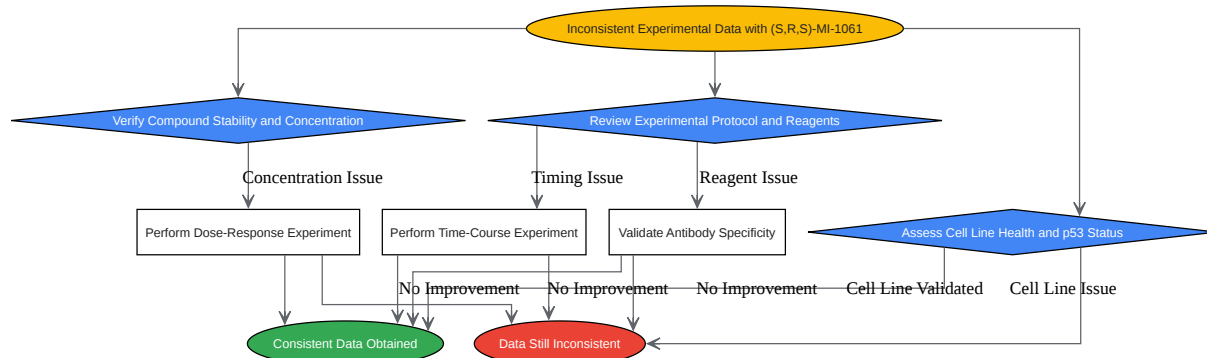 Inconsistent Experimental Data with (S,R,S)-MI-1061
Verify Compound Stability and Concentration
Review Experimental Protocol and Reagents
Concentration Issue
Timing Issue
Reagent Issue
Perform Dose-Response Experiment
Perform Time-Course Experiment
Validate Antibody Specificity
Assess Cell Line Health and p53 Status
No Improvement
No Improvement
No Improvement
Cell Line Validated
Cell Line Issue
Consistent Data Obtained
Data Still Inconsistent